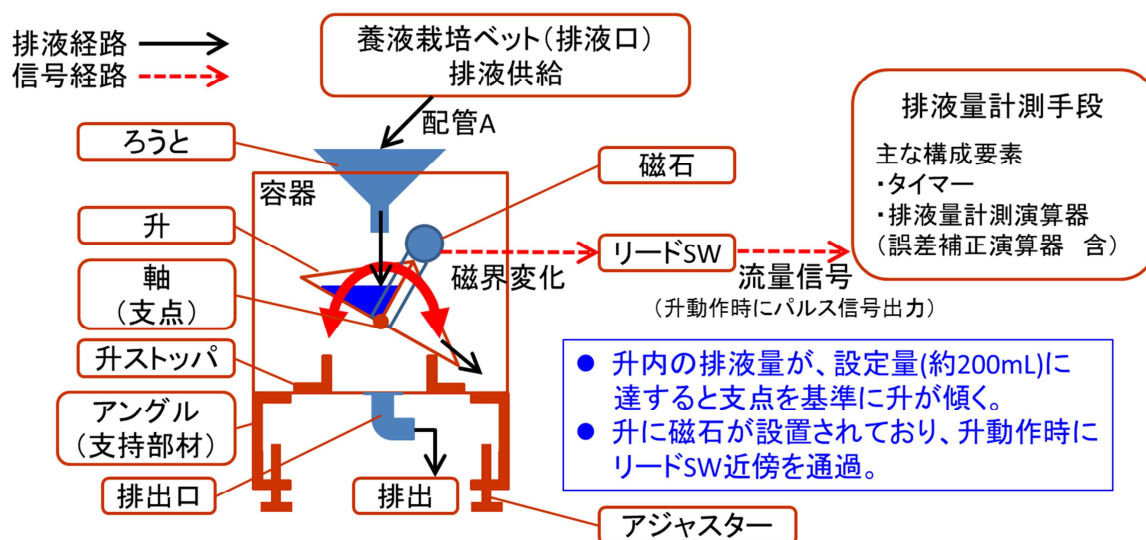 排液経路
信号経路
養液栽培ベット(排液口)
排液供給
配管A
ろうと
容器
磁石
升
軸
(支点)
磁界変化
リードSW
流量信号
(升動作時にパルス信号出力)
排液量計測手段
主な構成要素
・タイマー
・排液量計測演算器
(誤差補正演算器 含)
升ストッパ
アングル
(支持部材)
排出口
排出
アジャスター
● 升内の排液量が、設定量(約200mL)に
達すると支点を基準に升が傾く。
● 升に磁石が設置されており、升動作時に
リードSW近傍を通過。